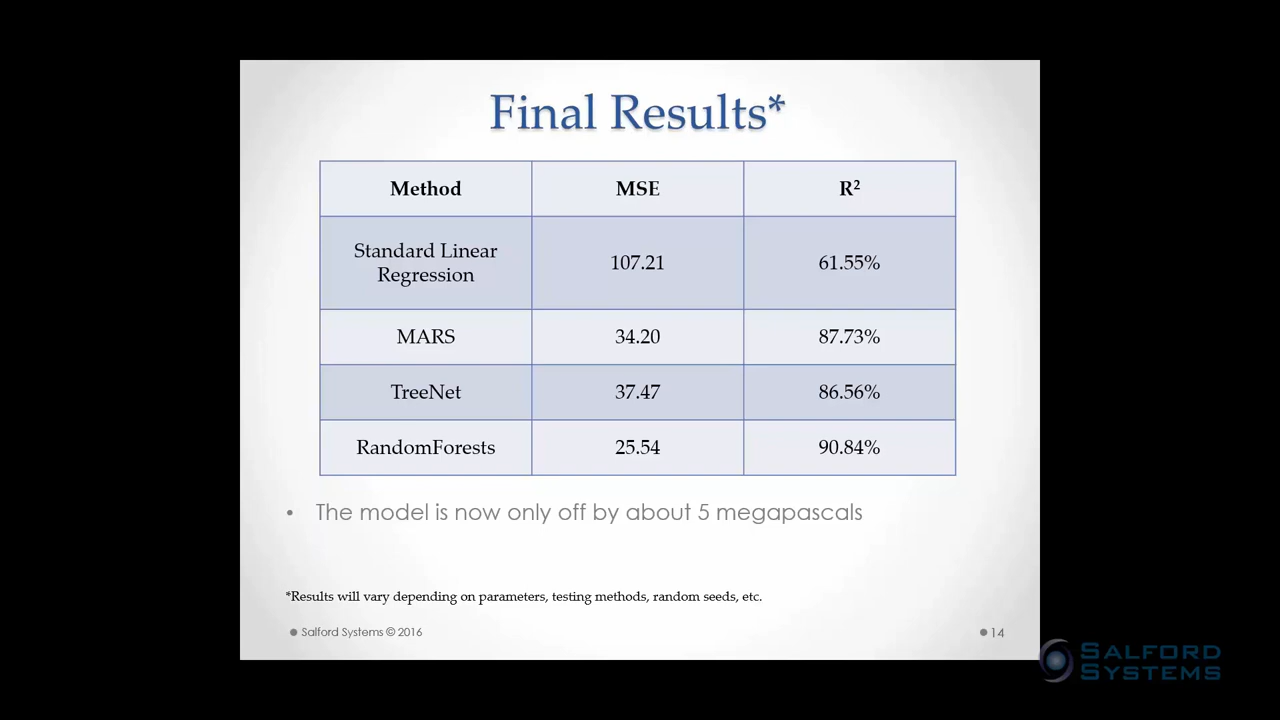 Final Results*
Method MSE R²
Standard Linear
Regression 107.21 61.55%
MARS 34.20 87.73%
TreeNet 37.47 86.56%
RandomForests 25.54 90.84%
• The model is now only off by about 5 megapascals
*Results will vary depending on parameters, testing methods, random seeds, etc.
Salford Systems © 2016
14
SALFORD
SYSTEMS